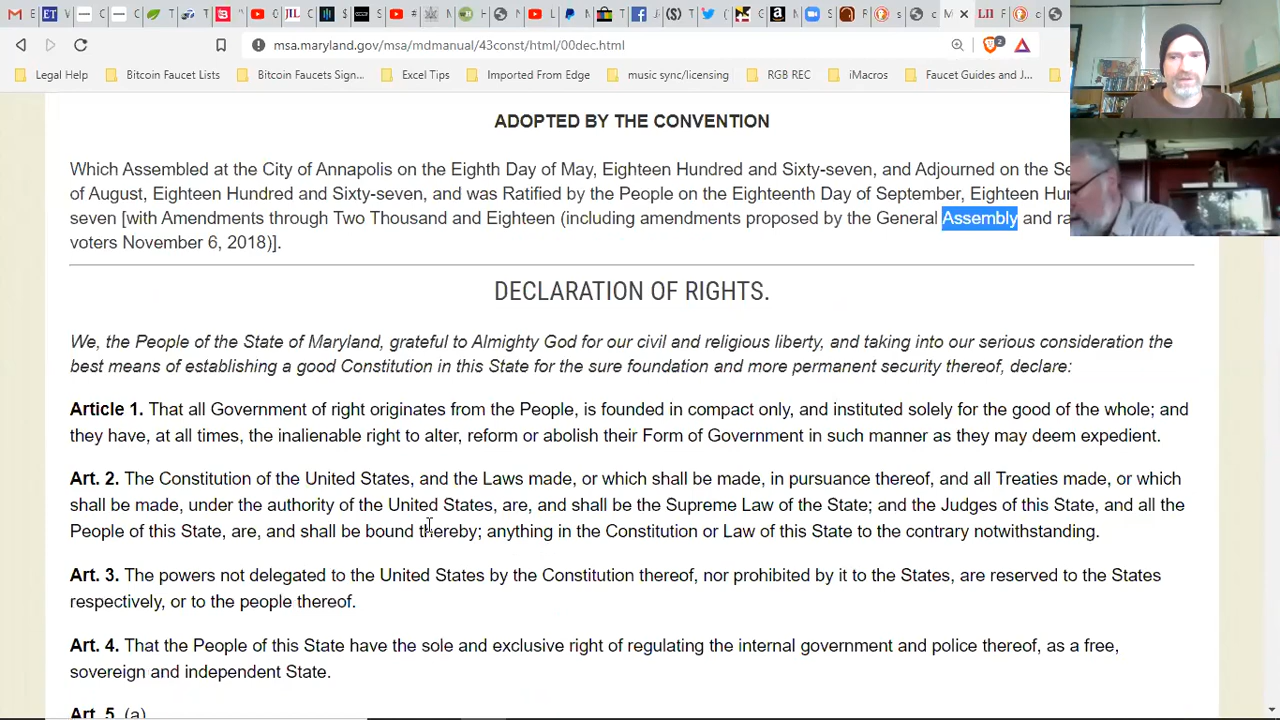 E
ET
T
O
JIL
(S)
LII
F
C
M
msa.maryland.gov/msa/mdmanual/43const/html/00dec.html
2
Legal Help
Bitcoin Faucet Lists
Bitcoin Faucets Sign...
Excel Tips
Imported From Edge
music sync/licensing
RGB REC
iMacros
Faucet Guides and J...
ADOPTED BY THE CONVENTION
Which Assembled at the City of Annapolis on the Eighth Day of May, Eighteen Hundred and Sixty-seven, and Adjourned on the Se
of August, Eighteen Hundred and Sixty-seven, and was Ratified by the People on the Eighteenth Day of September, Eighteen Hu
seven [with Amendments through Two Thousand and Eighteen (including amendments proposed by the General Assembly and ra
voters November 6, 2018)].
DECLARATION OF RIGHTS.
We, the People of the State of Maryland, grateful to Almighty God for our civil and religious liberty, and taking into our serious consideration the
best means of establishing a good Constitution in this State for the sure foundation and more permanent security thereof, declare:
Article 1. That all Government of right originates from the People, is founded in compact only, and instituted solely for the good of the whole; and
they have, at all times, the inalienable right to alter, reform or abolish their Form of Government in such manner as they may deem expedient.
Art. 2. The Constitution of the United States, and the Laws made, or which shall be made, in pursuance thereof, and all Treaties made, or which
shall be made, under the authority of the United States, are, and shall be the Supreme Law of the State; and the Judges of this State, and all the
People of this State, are, and shall be bound thereby; anything in the Constitution or Law of this State to the contrary notwithstanding.
Art. 3. The powers not delegated to the United States by the Constitution thereof, nor prohibited by it to the States, are reserved to the States
respectively, or to the people thereof.
Art. 4. That the People of this State have the sole and exclusive right of regulating the internal government and police thereof, as a free,
sovereign and independent State.
Art. 5. (a)